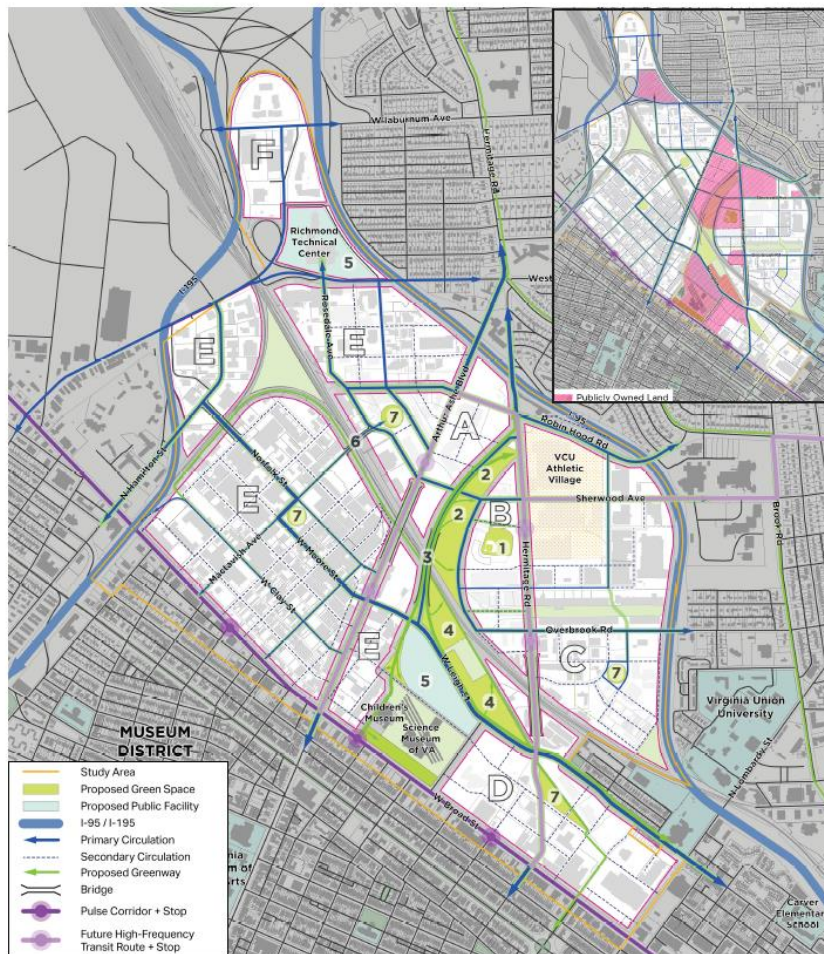 W Laburnum Ave
Hermitage Rd
F
Richmond
Technical
Center
5
I-195
West
Rosedale Ave
E
E
Arthur Ashe Blvd
A
7
6
I-95
Robin Hood Rd
N Hamilton St
Norfolk St
E
2
VCU
Athletic
Village
Sherwood Ave
2
B
1
7
3
Mactavish Ave
W Moore St
W Clay St
Hermitage Rd
Brook Rd
Overbrook Rd
E
4
C
5
W Leigh St
7
4
Children's
Museum
Science
Museum
of VA
Virginia Union
University
N Lombardy St
MUSEUM
DISTRICT
D
7
W Broad St
Carver
Elementary
School
Publicly Owned Land
Study Area
Proposed Green Space
Proposed Public Facility
I-95 / I-195
Primary Circulation
Secondary Circulation
Proposed Greenway
Bridge
Pulse Corridor + Stop
Future High-Frequency
Transit Route + Stop